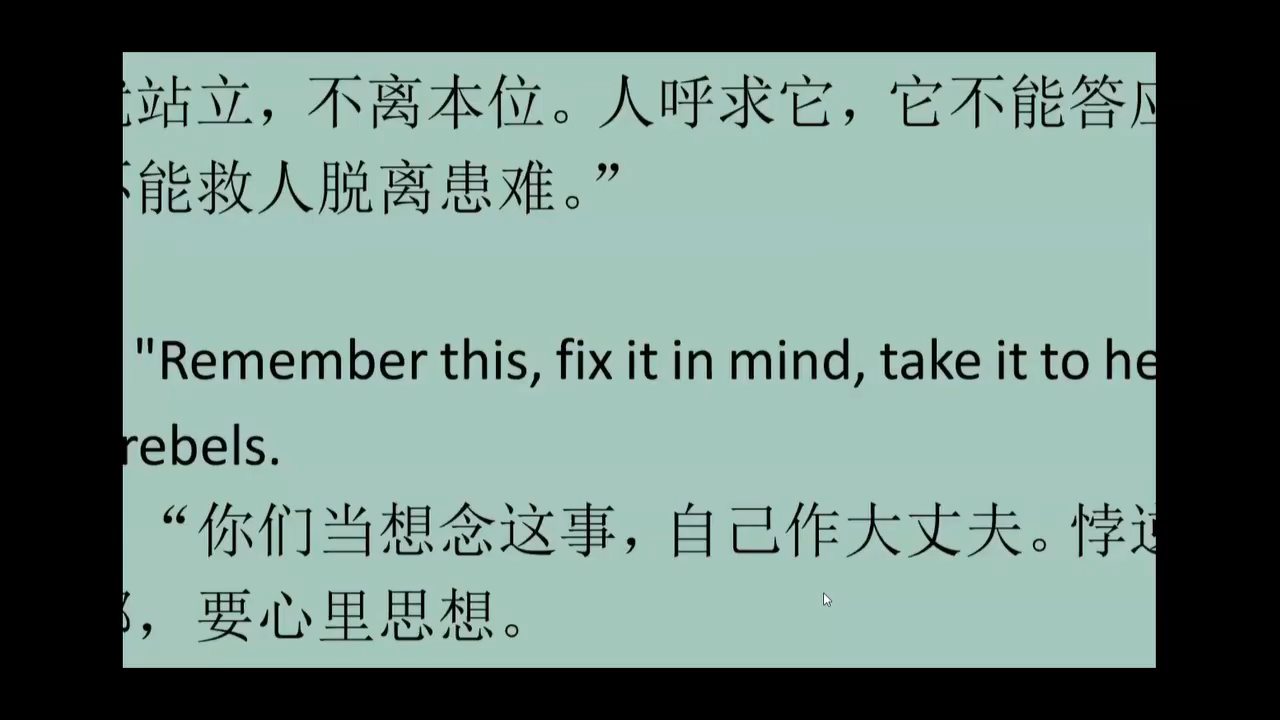 站立，不离本位。人呼求它，它不能答
能救人脱离患难。”
"Remember this, fix it in mind, take it to
rebels.
“你们当想念这事，自己作大丈夫。悖
，要心里思想。